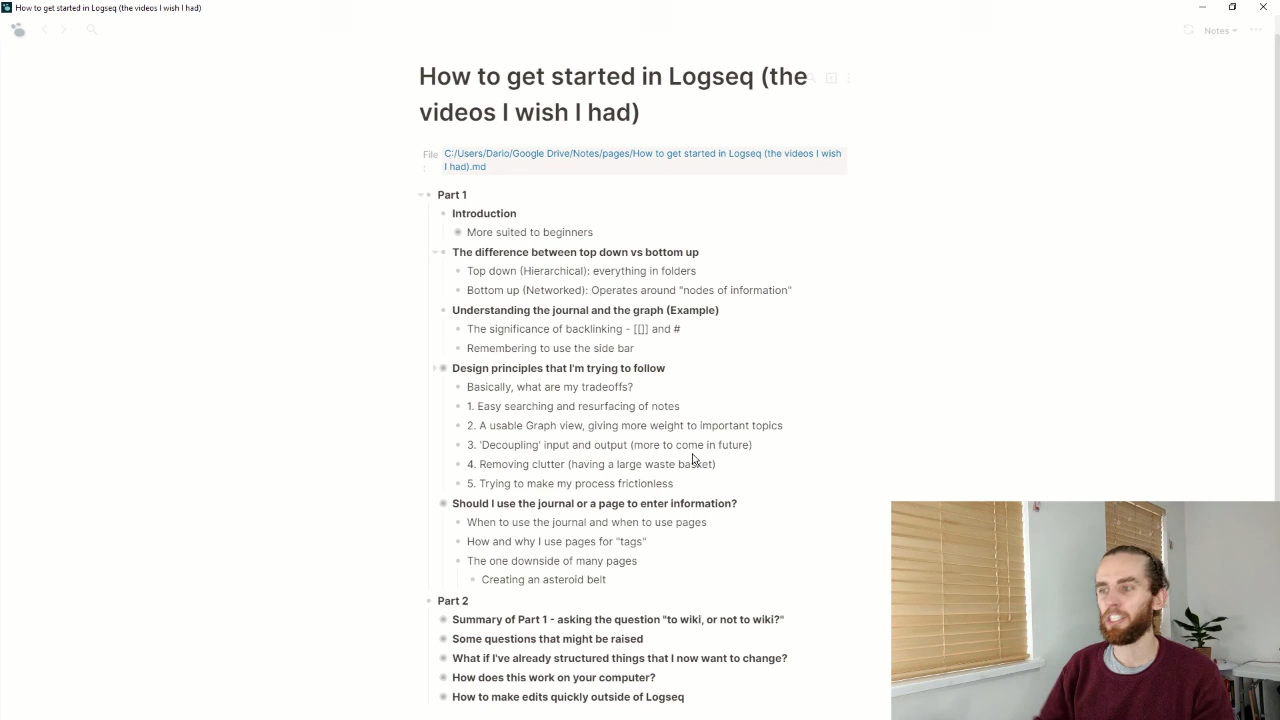 How to get started in Logseq (the videos I wish I had)
Notes
How to get started in Logseq (the
videos I wish I had)
File
:
C:/Users/Dario/Google Drive/Notes/pages/How to get started in Logseq (the videos I wish
I had).md
Part 1
Introduction
More suited to beginners
The difference between top down vs bottom up
Top down (Hierarchical): everything in folders
Bottom up (Networked): Operates around "nodes of information"
Understanding the journal and the graph (Example)
The significance of backlinking - [[]] and #
Remembering to use the side bar
Design principles that I'm trying to follow
Basically, what are my tradeoffs?
1. Easy searching and resurfacing of notes
2. A usable Graph view, giving more weight to important topics
3. 'Decoupling' input and output (more to come in future)
4. Removing clutter (having a large waste basket)
5. Trying to make my process frictionless
Should I use the journal or a page to enter information?
When to use the journal and when to use pages
How and why I use pages for "tags"
The one downside of many pages
Creating an asteroid belt
Part 2
Summary of Part 1 - asking the question "to wiki, or not to wiki?"
Some questions that might be raised
What if I've already structured things that I now want to change?
How does this work on your computer?
How to make edits quickly outside of Logseq